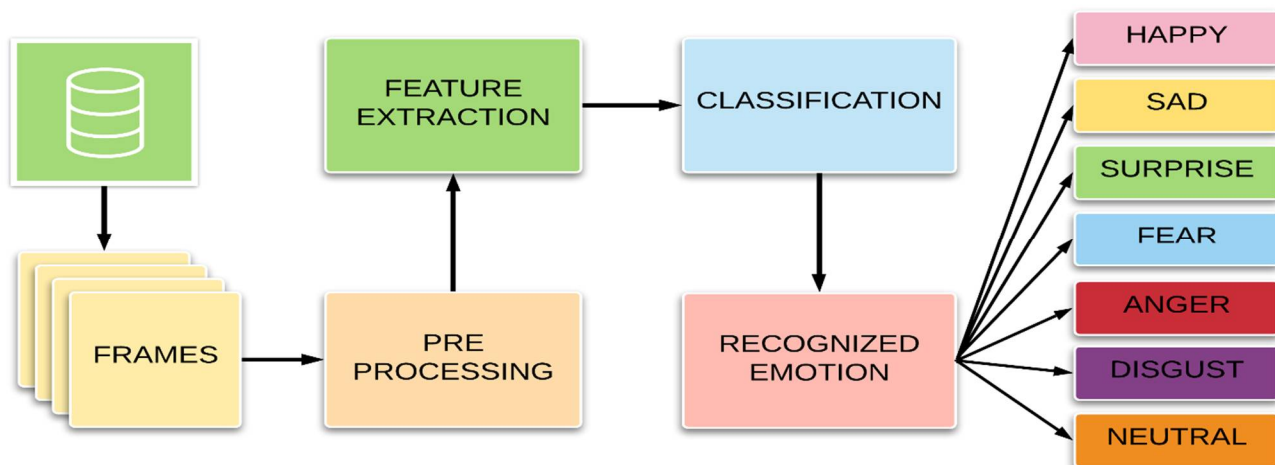 FRAMES
PRE
PROCESSING
FEATURE
EXTRACTION
CLASSIFICATION
RECOGNIZED
EMOTION
HAPPY
SAD
SURPRISE
FEAR
ANGER
DISGUST
NEUTRAL